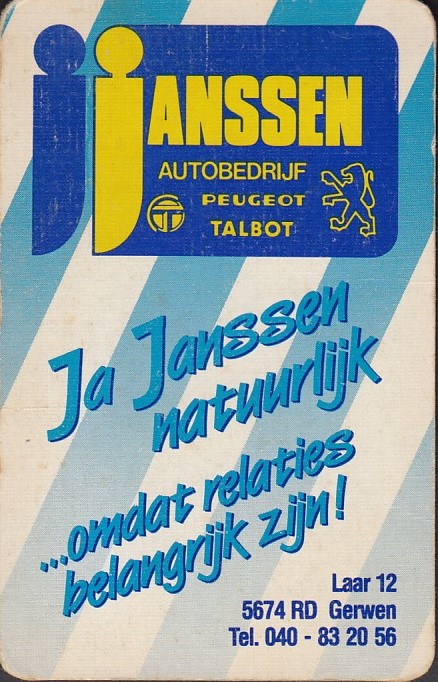 jJANSSEN
AUTOBEDRIJF
PEUGEOT
TALBOT
Ja Janssen
natuurlijk
...omdat relaties
belangrijk zijn!
Laar 12
5674 RD Gerwen
Tel. 040 - 83 20 56